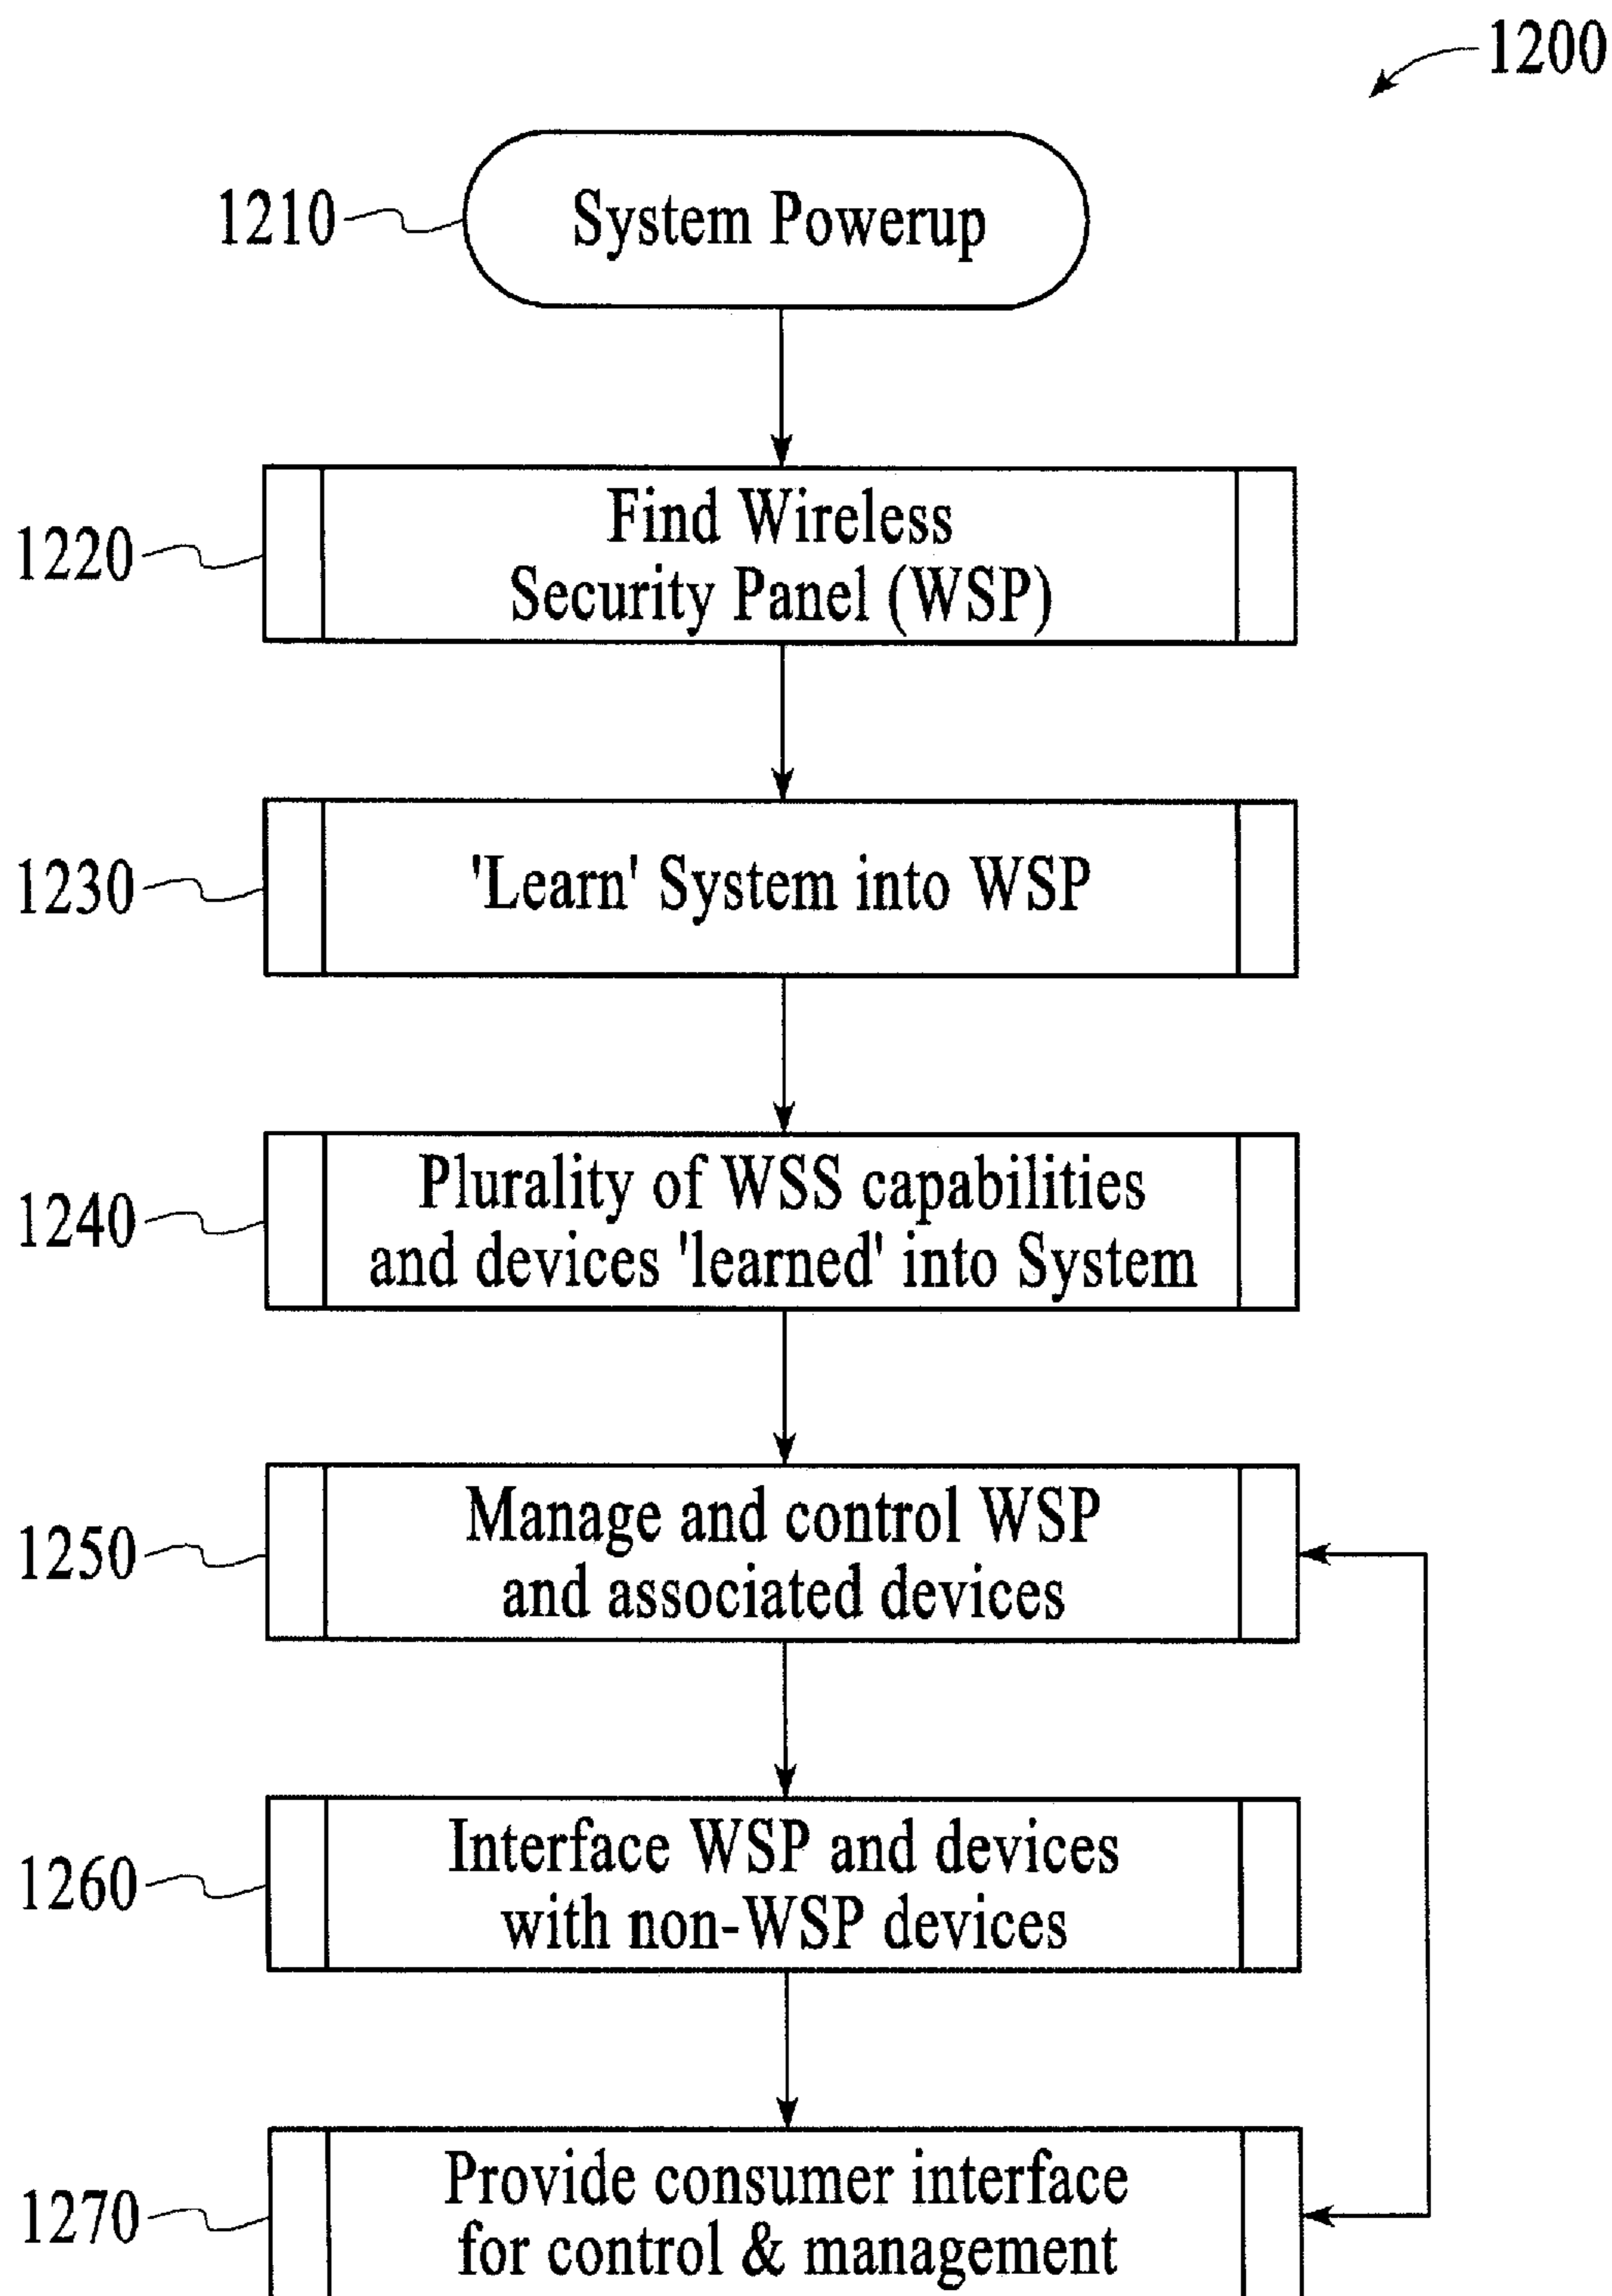 1200
1210
System Powerup
1220
Find Wireless
Security Panel (WSP)
1230
'Learn' System into WSP
1240
Plurality of WSS capabilities
and devices 'learned' into System
1250
Manage and control WSP
and associated devices
1260
Interface WSP and devices
with non-WSP devices
1270
Provide consumer interface
for control & management